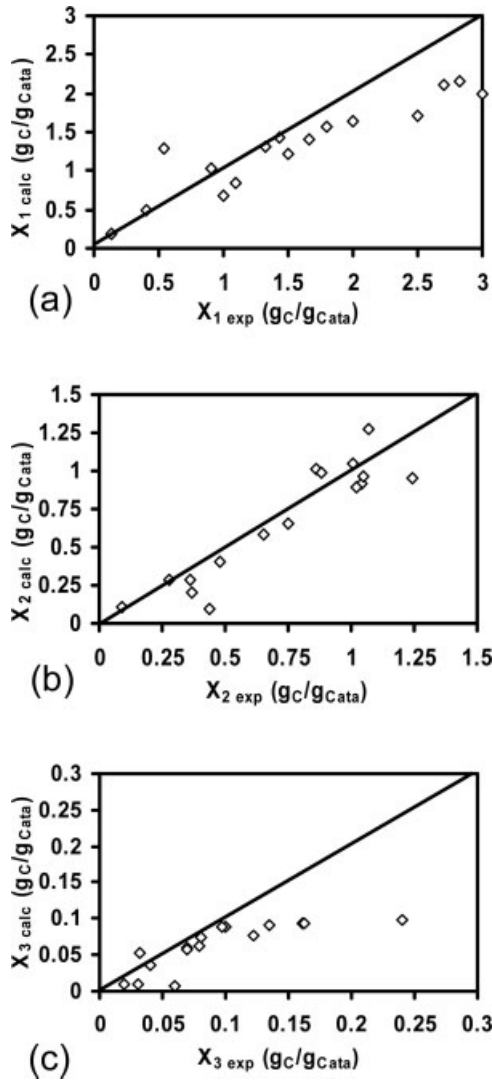 3
2.5
2
1.5
1
0.5
0
X1 calc (gC/gCata)
0 0.5 1 1.5 2 2.5 3
X1 exp (gC/gCata)
(a)
1.5
1.25
1
0.75
0.5
0.25
0
X2 calc (gC/gCata)
0 0.25 0.5 0.75 1 1.25 1.5
X2 exp (gC/gCata)
(b)
0.3
0.25
0.2
0.15
0.1
0.05
0
X3 calc (gC/gCata)
0 0.05 0.1 0.15 0.2 0.25 0.3
X3 exp (gC/gCata)
(c)